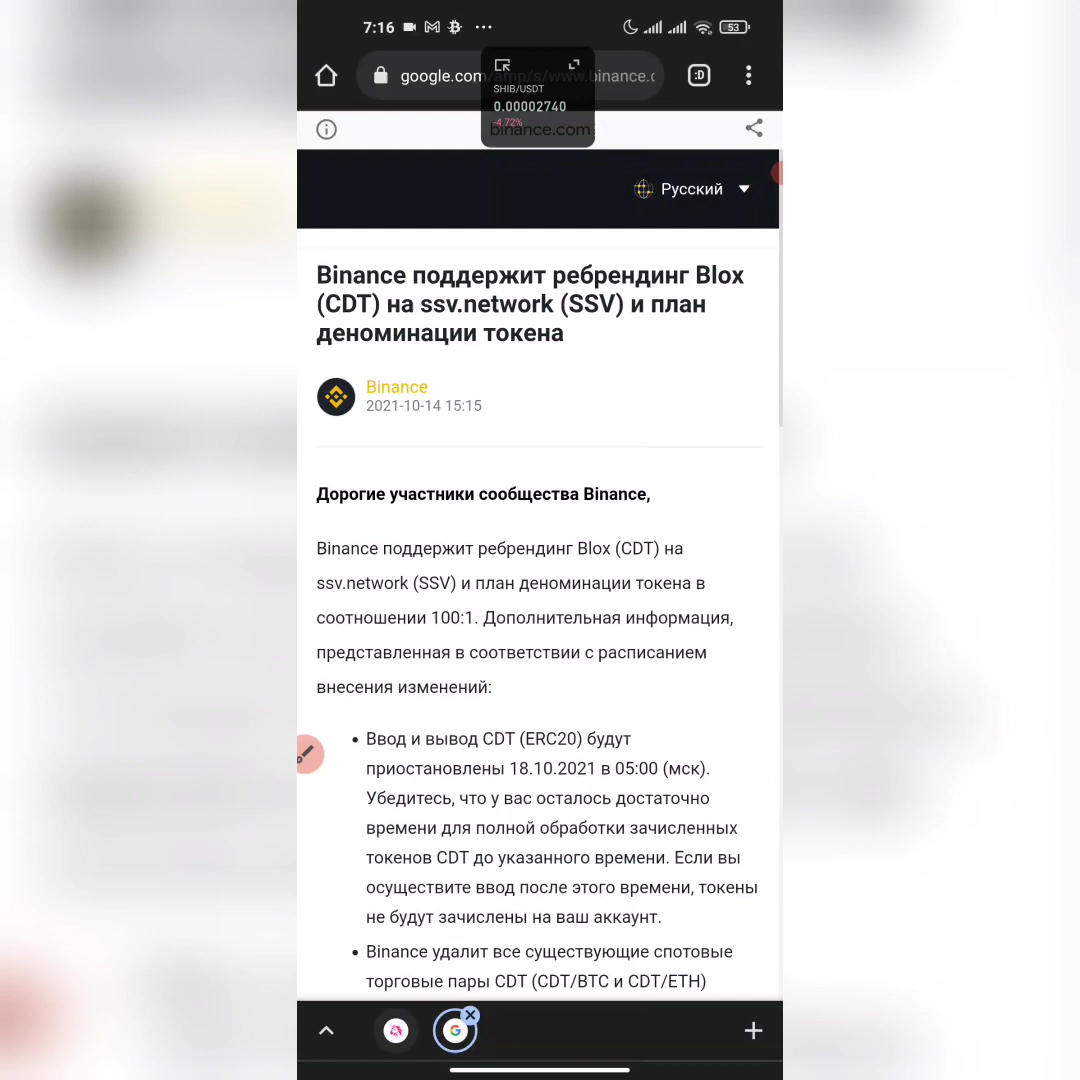 7:16
53
google.com/amp/s/www.binance.c
:D
SHIB/USDT
0.00002740
-4.72%
binance.com
Русский
Binance поддержит ребрендинг Blox
(CDT) на ssv.network (SSV) и план
деноминации токена
Binance
2021-10-14 15:15
Дорогие участники сообщества Binance,
Binance поддержит ребрендинг Blox (CDT) на
ssv.network (SSV) и план деноминации токена в
соотношении 100:1. Дополнительная информация,
представленная в соответствии с расписанием
внесения изменений:
• Ввод и вывод CDT (ERC20) будут
приостановлены 18.10.2021 в 05:00 (мск).
Убедитесь, что у вас осталось достаточно
времени для полной обработки зачисленных
токенов CDT до указанного времени. Если вы
осуществите ввод после этого времени, токены
не будут зачислены на ваш аккаунт.
• Binance удалит все существующие спотовые
торговые пары CDT (CDT/BTC и CDT/ETH)